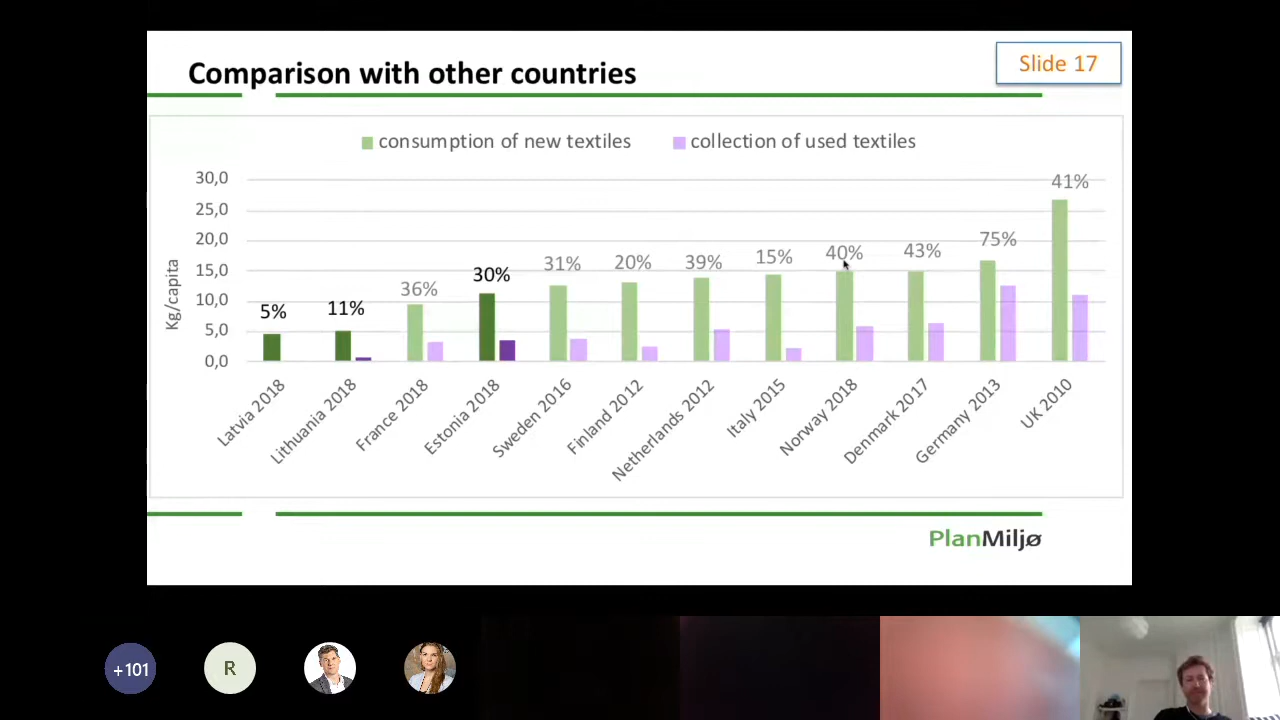 Comparison with other countries
Slide 17
consumption of new textiles
collection of used textiles
Kg/capita
30,0
25,0
20,0
15,0
10,0
5,0
0,0
5%
11%
36%
30%
31%
20%
39%
15%
40%
43%
75%
41%
Latvia 2018
Lithuania 2018
France 2018
Estonia 2018
Sweden 2016
Finland 2012
Netherlands 2012
Italy 2015
Norway 2018
Denmark 2017
Germany 2013
UK 2010
PlanMiljø
+101
R